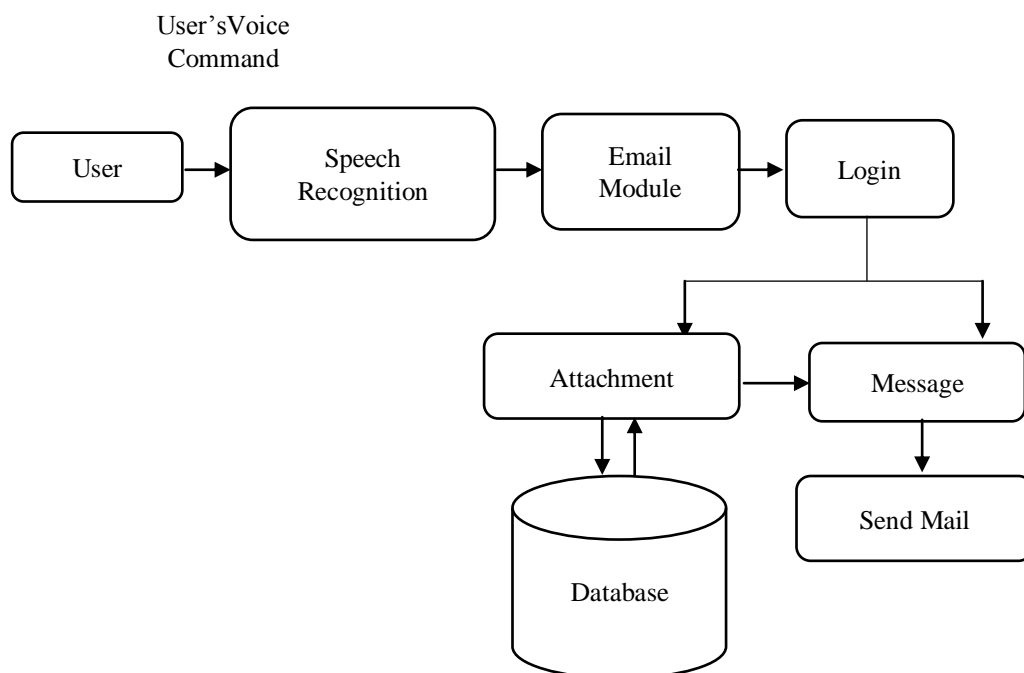 User'sVoice
Command
User
Speech
Recognition
Email
Module
Login
Attachment
Message
Send Mail
Database